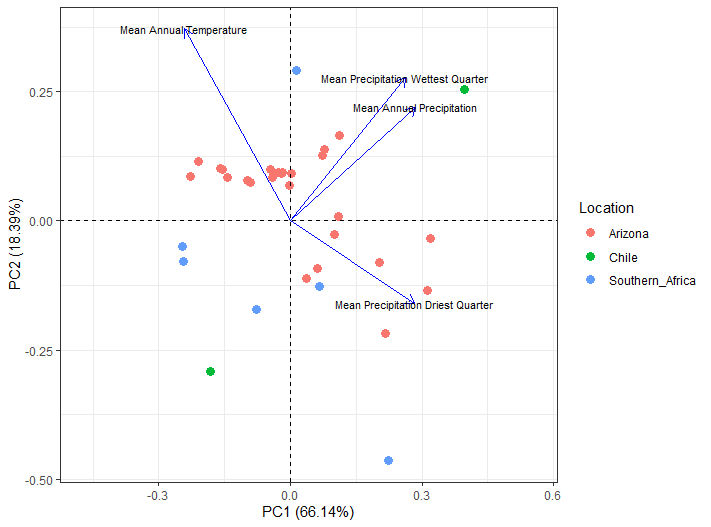 Mean Annual Temperature
Mean Precipitation Wettest Quarter
Mean Annual Precipitation
Mean Precipitation Driest Quarter
0.25
0.00
-0.25
-0.50
PC2 (18.39%)
-0.3
0.0
0.3
0.6
PC1 (66.14%)
Location
Arizona
Chile
Southern_Africa